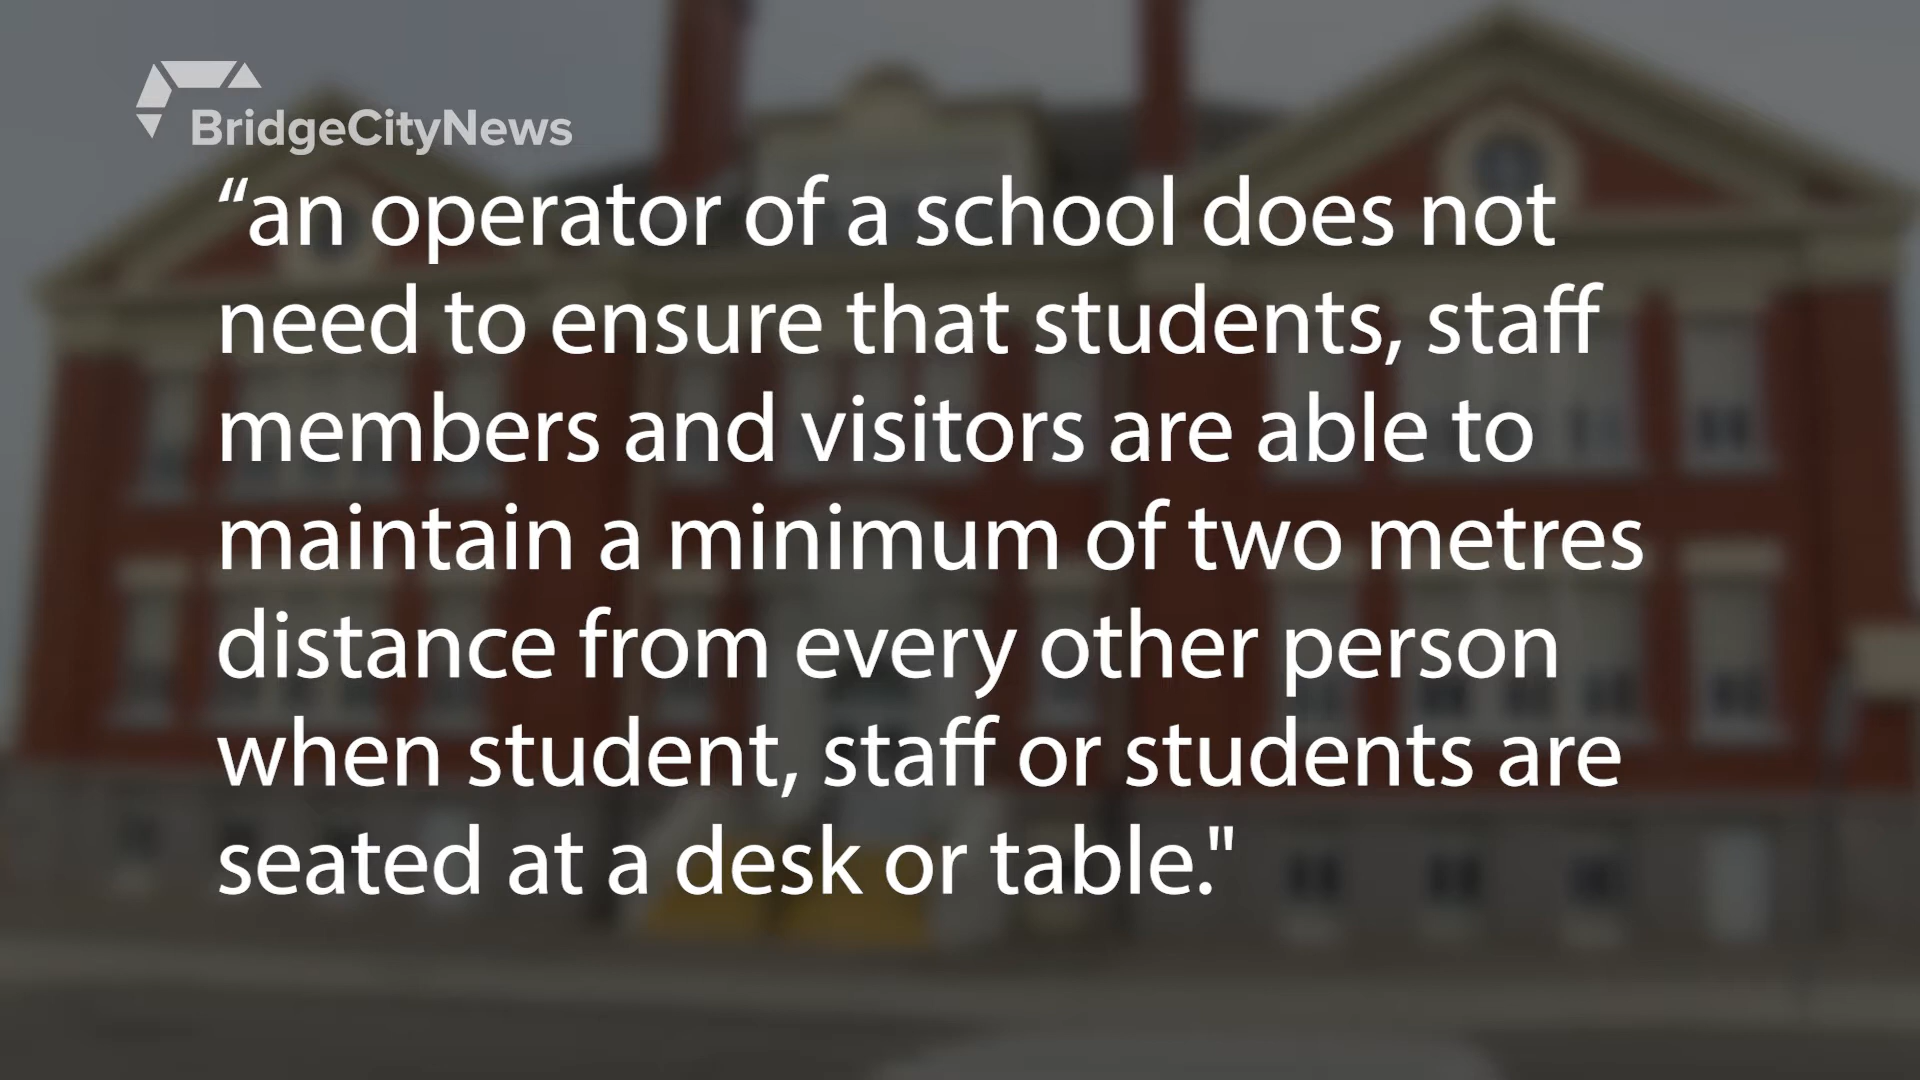 BridgeCityNews
“an operator of a school does not
need to ensure that students, staff
members and visitors are able to
maintain a minimum of two metres
distance from every other person
when student, staff or students are
seated at a desk or table."